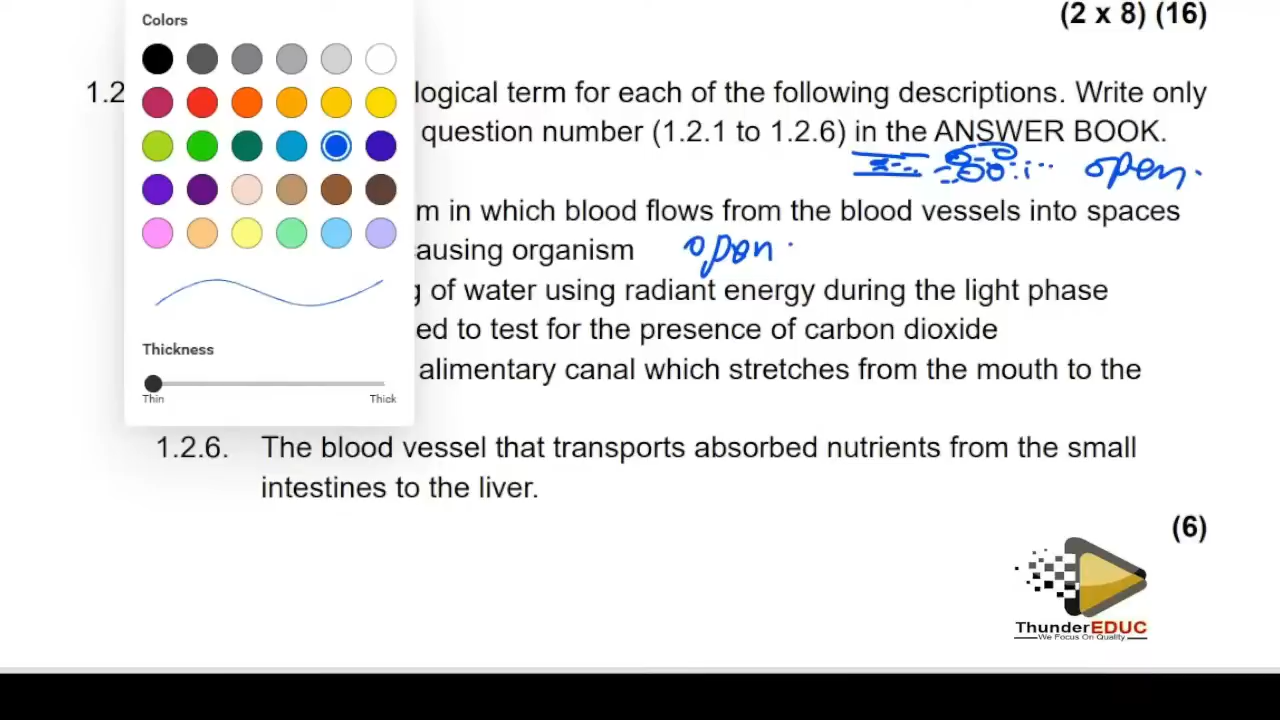 Colors
(2 x 8) (16)
1.2 logical term for each of the following descriptions. Write only
question number (1.2.1 to 1.2.6) in the ANSWER BOOK.
open.
m in which blood flows from the blood vessels into spaces
ausing organism open
g of water using radiant energy during the light phase
ed to test for the presence of carbon dioxide
Thickness
alimentary canal which stretches from the mouth to the
Thin Thick
1.2.6. The blood vessel that transports absorbed nutrients from the small
intestines to the liver.
(6)
ThunderEDUC
We Focus On Quality